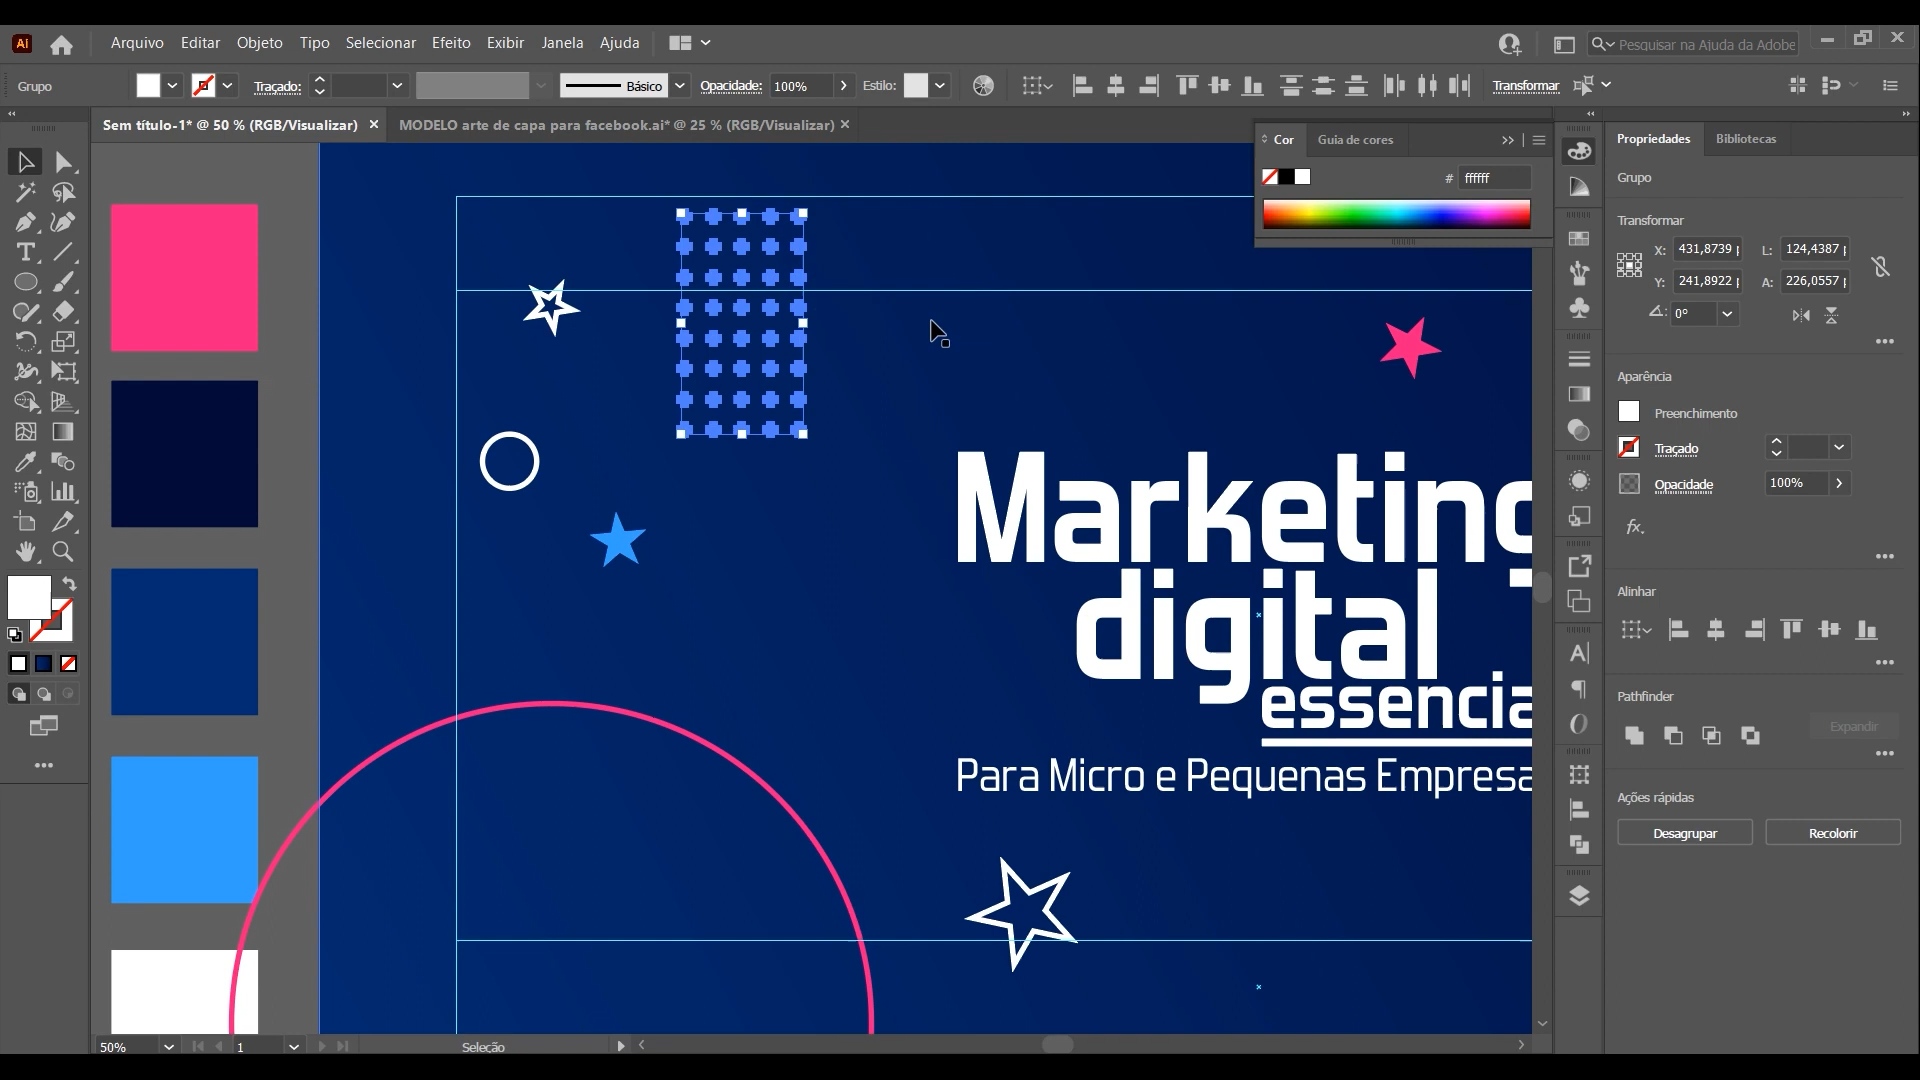 Ai Arquivo Editar Objeto Tipo Selecionar Efeito Exibir Janela Ajuda
Pesquisar na Ajuda da Adobe
Grupo Traçado: Básico Opacidade: 100% Estilo: Transformar
Sem título-1* @ 50 % (RGB/Visualizar) MODELO arte de capa para facebook.ai* @ 25 % (RGB/Visualizar)
Cor Guia de cores
# ffffff
Propriedades Bibliotecas
Grupo
Transformar
X: 431,8739 L: 124,4387
Y: 241,8922 A: 226,0557
0°
Aparência
Preenchimento
Traçado
Opacidade 100%
fx.
Alinhar
Pathfinder
Expandir
Ações rápidas
Desagrupar Recolorir
Marketing
digital
essencia
Para Micro e Pequenas Empresa
50% 1 Seleção